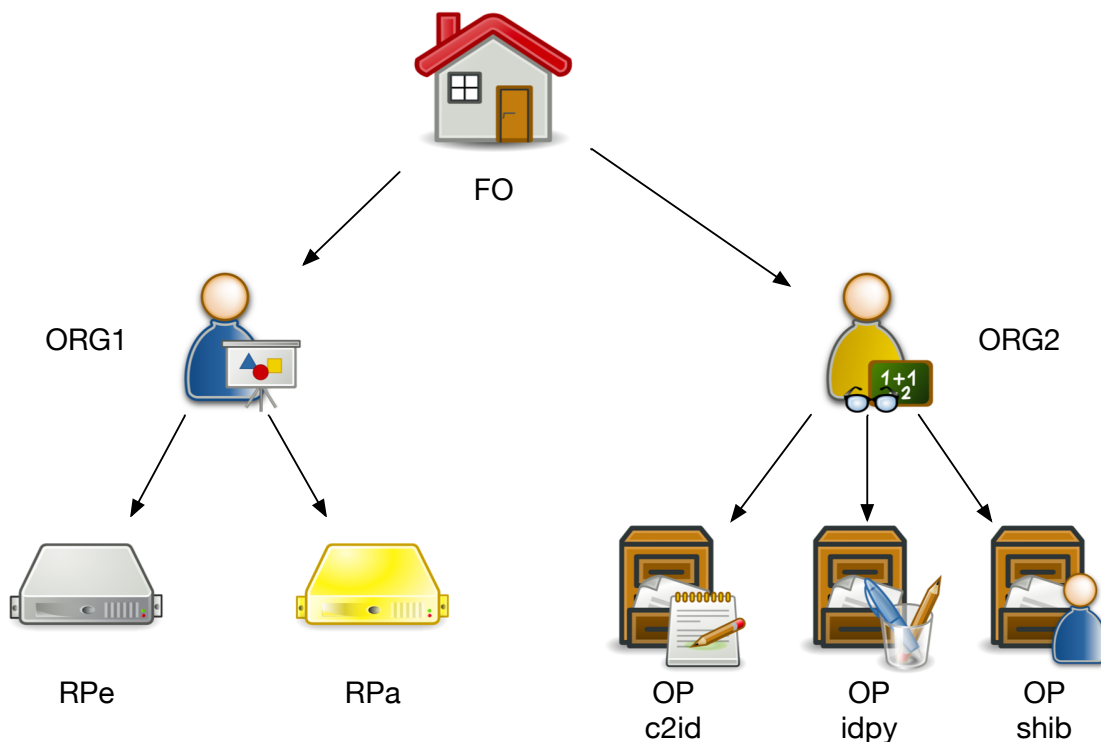 FO
ORG1
ORG2
1+1
=2
RPe
RPa
OP
c2id
OP
idpy
OP
shib